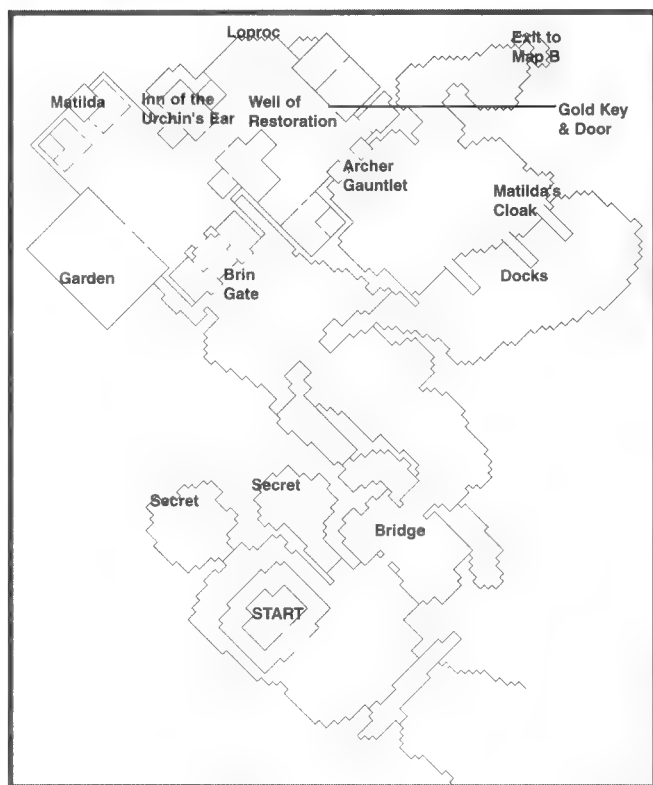 Loproc
Exit to
Map B
Matilda
Inn of the
Urchin's Ear
Well of
Restoration
Gold Key
& Door
Archer
Gauntlet
Matilda's
Cloak
Garden
Brin
Gate
Docks
Secret
Secret
Bridge
START